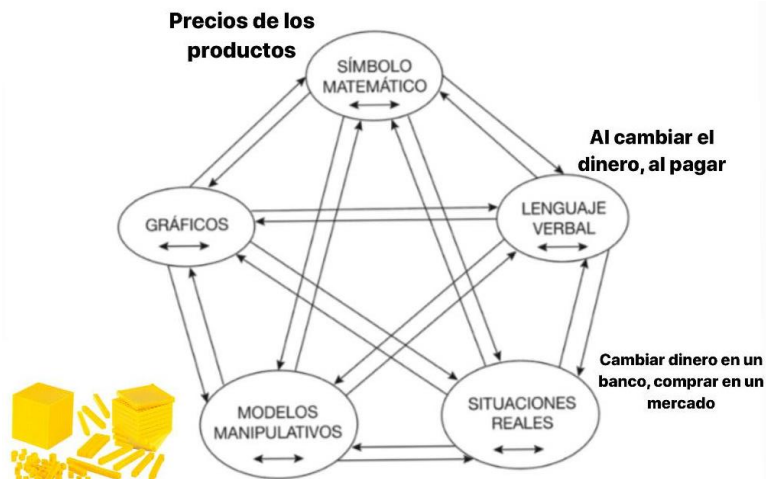 Precios de los
productos
SÍMBOLO
MATEMÁTICO
Al cambiar el
dinero, al pagar
GRÁFICOS
LENGUAJE
VERBAL
Cambiar dinero en un
banco, comprar en un
mercado
MODELOS
MANIPULATIVOS
SITUACIONES
REALES